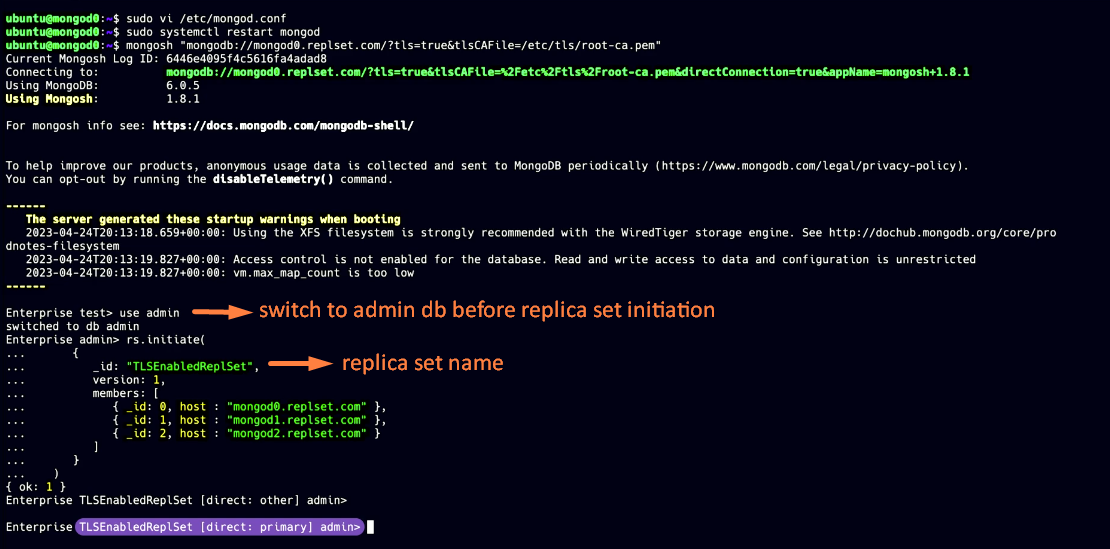 ubuntu@mongod0:~$ sudo vi /etc/mongod.conf
ubuntu@mongod0:~$ sudo systemctl restart mongod
ubuntu@mongod0:~$ mongosh "mongodb://mongod0.replset.com/?tls=true&tlsCAFile=/etc/tls/root-ca.pem"
Current Mongosh Log ID: 6446e4095f4c5616fa4adad8
Connecting to:          mongodb://mongod0.replset.com/?tls=true&tlsCAFile=%2Fetc%2Ftls%2Froot-ca.pem&directConnection=true&appName=mongosh+1.8.1
Using MongoDB:          6.0.5
Using Mongosh:          1.8.1
For mongosh info see: https://docs.mongodb.com/mongodb-shell/
To help improve our products, anonymous usage data is collected and sent to MongoDB periodically (https://www.mongodb.com/legal/privacy-policy).
You can opt-out by running the disableTelemetry() command.
------
   The server generated these startup warnings when booting
   2023-04-24T20:13:18.659+00:00: Using the XFS filesystem is strongly recommended with the WiredTiger storage engine. See http://dochub.mongodb.org/core/pro
dnotes-filesystem
   2023-04-24T20:13:19.827+00:00: Access control is not enabled for the database. Read and write access to data and configuration is unrestricted
   2023-04-24T20:13:19.827+00:00: vm.max_map_count is too low
------
Enterprise test> use admin switch to admin db before replica set initiation
switched to db admin
Enterprise admin> rs.initiate(
...       {
...          _id: "TLSEnabledReplSet", replica set name
...          version: 1,
...          members: [
...             { _id: 0, host : "mongod0.replset.com" },
...             { _id: 1, host : "mongod1.replset.com" },
...             { _id: 2, host : "mongod2.replset.com" }
...          ]
...       }
...    )
{ ok: 1 }
Enterprise TLSEnabledReplSet [direct: other] admin>
Enterprise TLSEnabledReplSet [direct: primary] admin>